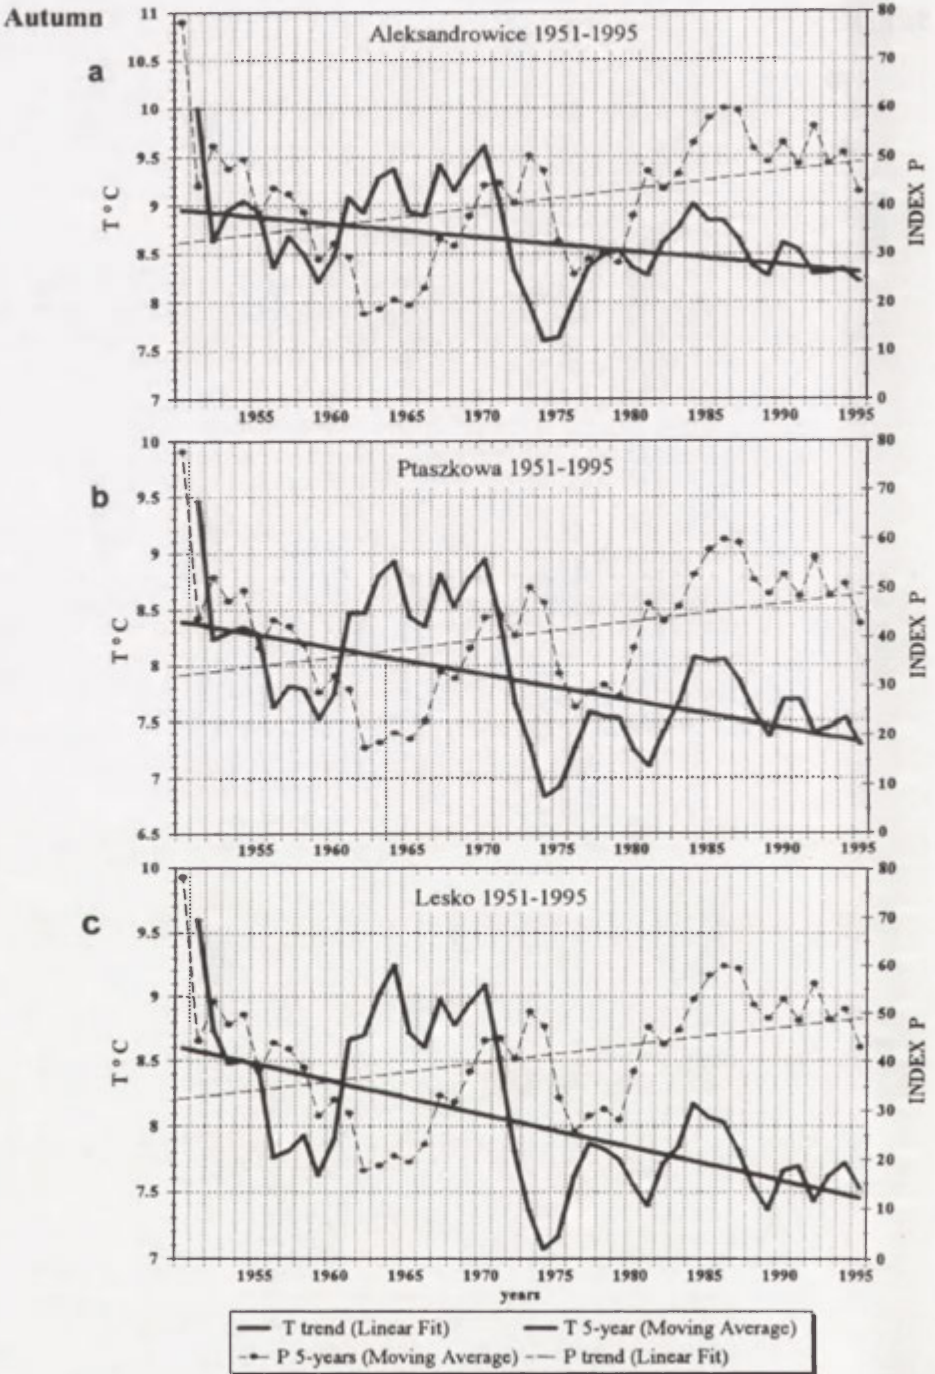 Autumn
Aleksandrowice 1951-1995
a
T°C
INDEX P
11
10.5
10
9.5
9
8.5
8
7.5
7
80
70
60
50
40
30
20
10
0
1955 1960 1965 1970 1975 1980 1985 1990 1995
Ptaszkowa 1951-1995
b
T°C
INDEX P
10
9.5
9
8.5
8
7.5
7
6.5
80
70
60
50
40
30
20
10
0
1955 1960 1965 1970 1975 1980 1985 1990 1995
Lesko 1951-1995
c
T°C
INDEX P
10
9.5
9
8.5
8
7.5
7
80
70
60
50
40
30
20
10
0
1955 1960 1965 1970 1975 1980 1985 1990 1995
years
T trend (Linear Fit) T 5-year (Moving Average)
P 5-years (Moving Average) P trend (Linear Fit)